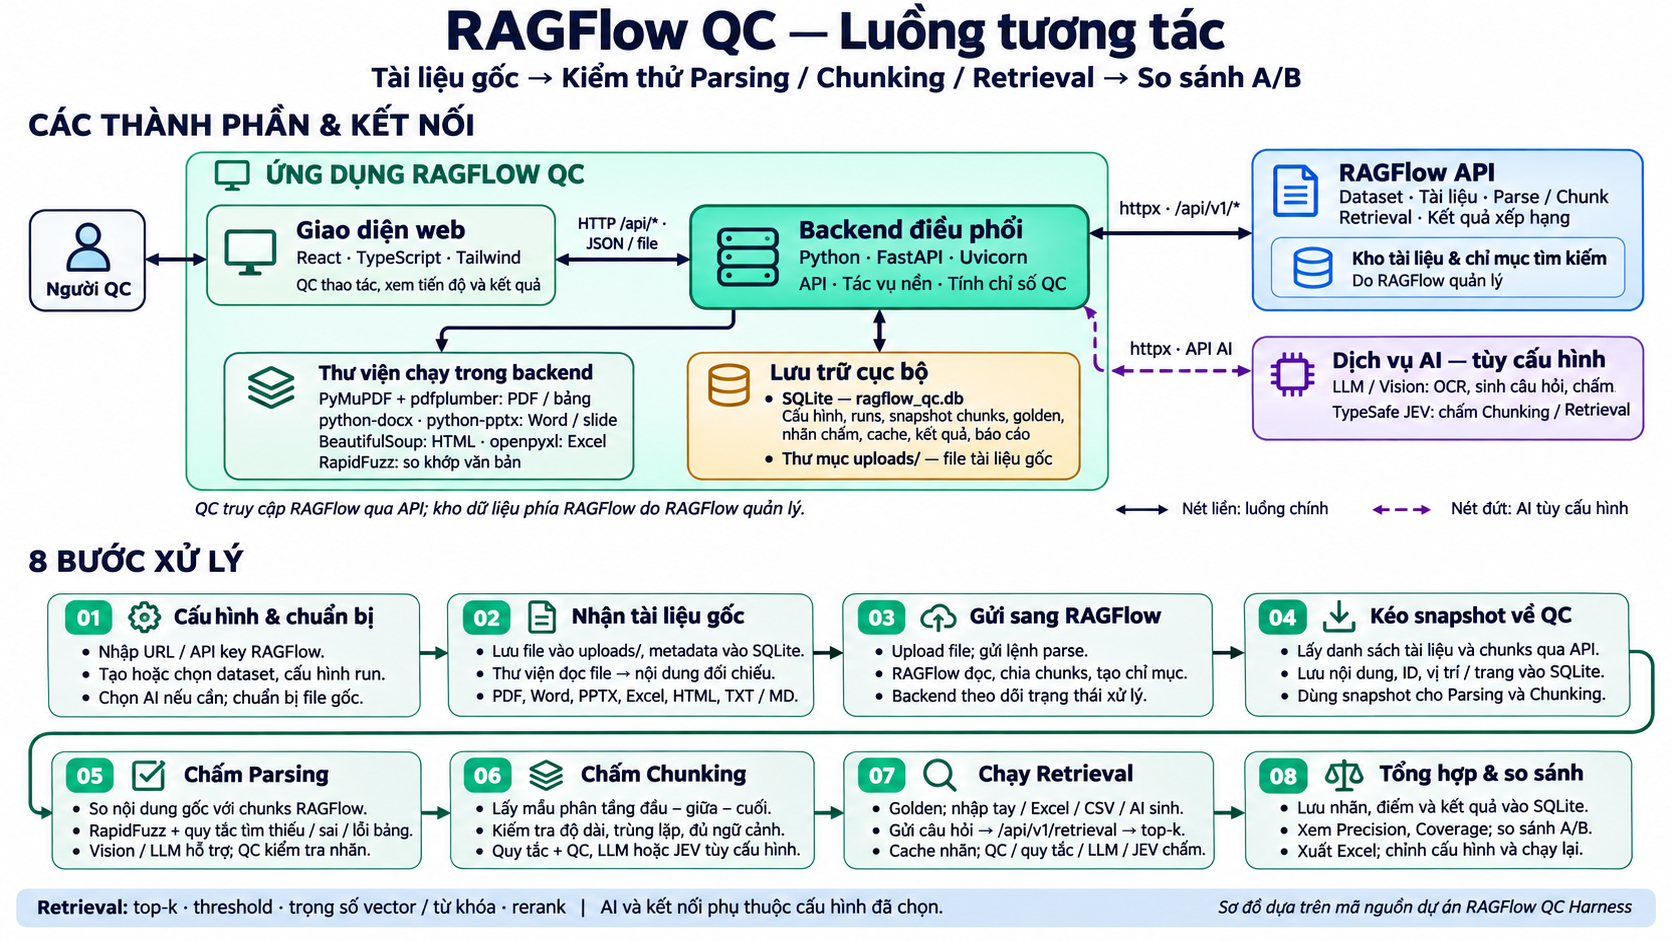 RAGFlow QC — Luồng tương tác
Tài liệu gốc → Kiểm thử Parsing / Chunking / Retrieval → So sánh A/B
CÁC THÀNH PHẦN & KẾT NỐI
ỨNG DỤNG RAGFLOW QC
Người QC
Giao diện web
React · TypeScript · Tailwind
QC thao tác, xem tiến độ và kết quả
HTTP /api/* ·
JSON / file
Backend điều phối
Python · FastAPI · Uvicorn
API · Tác vụ nền · Tính chỉ số QC
httpx · /api/v1/*
RAGFlow API
Dataset · Tài liệu · Parse / Chunk
Retrieval · Kết quả xếp hạng
Kho tài liệu & chỉ mục tìm kiếm
Do RAGFlow quản lý
Thư viện chạy trong backend
PyMuPDF + pdfplumber: PDF / bảng
python-docx · python-pptx: Word / slide
BeautifulSoup: HTML · openpyxl: Excel
RapidFuzz: so khớp văn bản
Lưu trữ cục bộ
• SQLite — ragflow_qc.db
Cấu hình, runs, snapshot chunks, golden,
nhãn chấm, cache, kết quả, báo cáo
• Thư mục uploads/ — file tài liệu gốc
httpx · API AI
Dịch vụ AI — tùy cấu hình
LLM / Vision: OCR, sinh câu hỏi, chấm
TypeSafe JEV: chấm Chunking / Retrieval
QC truy cập RAGFlow qua API; kho dữ liệu phía RAGFlow do RAGFlow quản lý.
Nét liền: luồng chính
Nét đứt: AI tùy cấu hình
8 BƯỚC XỬ LÝ
01 Cấu hình & chuẩn bị
• Nhập URL / API key RAGFlow.
• Tạo hoặc chọn dataset, cấu hình run.
• Chọn AI nếu cần; chuẩn bị file gốc.
02 Nhận tài liệu gốc
• Lưu file vào uploads/, metadata vào SQLite.
• Thư viện đọc file → nội dung đối chiếu.
• PDF, Word, PPTX, Excel, HTML, TXT / MD.
03 Gửi sang RAGFlow
• Upload file; gửi lệnh parse.
• RAGFlow đọc, chia chunks, tạo chỉ mục.
• Backend theo dõi trạng thái xử lý.
04 Kéo snapshot về QC
• Lấy danh sách tài liệu và chunks qua API.
• Lưu nội dung, ID, vị trí / trang vào SQLite.
• Dùng snapshot cho Parsing và Chunking.
05 Chấm Parsing
• So nội dung gốc với chunks RAGFlow.
• RapidFuzz + quy tắc tìm thiếu / sai / lỗi bảng.
• Vision / LLM hỗ trợ; QC kiểm tra nhãn.
06 Chấm Chunking
• Lấy mẫu phân tầng đầu – giữa – cuối.
• Kiểm tra độ dài, trùng lặp, đủ ngữ cảnh.
• Quy tắc + QC, LLM hoặc JEV tùy cấu hình.
07 Chạy Retrieval
• Golden; nhập tay / Excel / CSV / AI sinh.
• Gửi câu hỏi → /api/v1/retrieval → top-k.
• Cache nhãn; QC / quy tắc / LLM / JEV chấm.
08 Tổng hợp & so sánh
• Lưu nhãn, điểm và kết quả vào SQLite.
• Xem Precision, Coverage; so sánh A/B.
• Xuất Excel; chỉnh cấu hình và chạy lại.
Retrieval: top-k · threshold · trọng số vector / từ khóa · rerank | AI và kết nối phụ thuộc cấu hình đã chọn.
Sơ đồ dựa trên mã nguồn dự án RAGFlow QC Harness